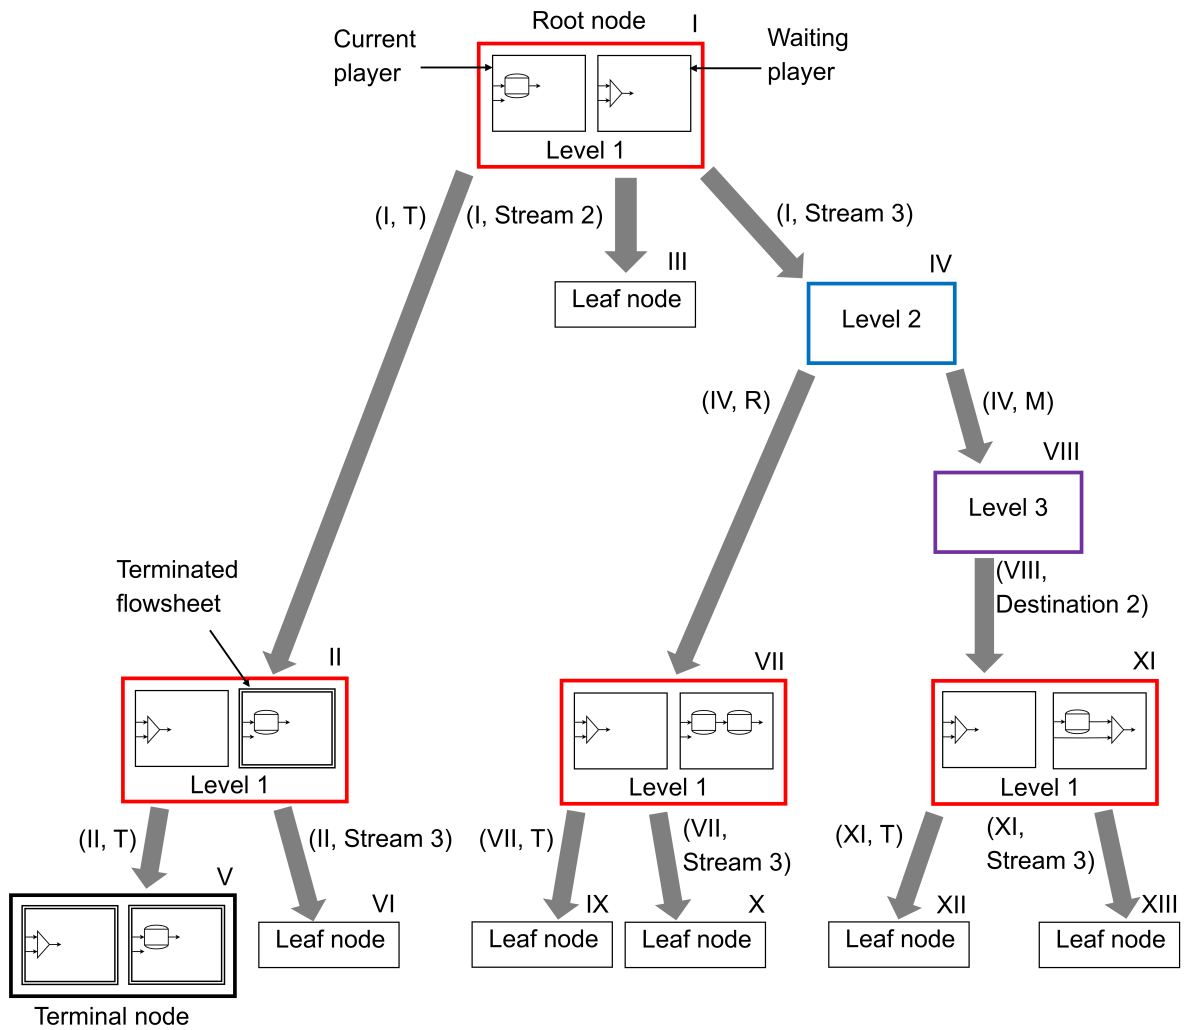 Root node
I
Current
player
Waiting
player
Level 1
(I, T)
(I, Stream 2)
(I, Stream 3)
III
Leaf node
IV
Level 2
(IV, R)
(IV, M)
VIII
Level 3
(VIII,
Destination 2)
Terminated
flowsheet
II
Level 1
VII
Level 1
XI
Level 1
(II, T)
(II, Stream 3)
(VII, T)
(VII,
Stream 3)
(XI, T)
(XI,
Stream 3)
V
Terminal node
VI
Leaf node
IX
Leaf node
X
Leaf node
XII
Leaf node
XIII
Leaf node